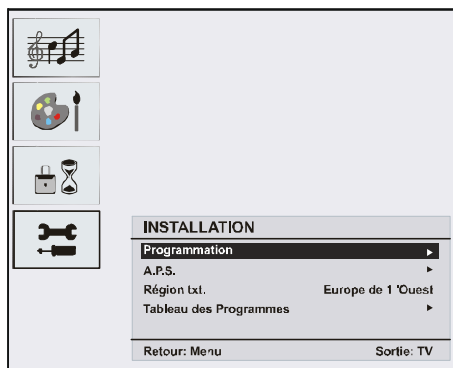 INSTALLATION
Programmation
A.P.S.
Région txt. Europe de 1 'Ouest
Tableau des Programmes
Retour: Menu Sortie: TV